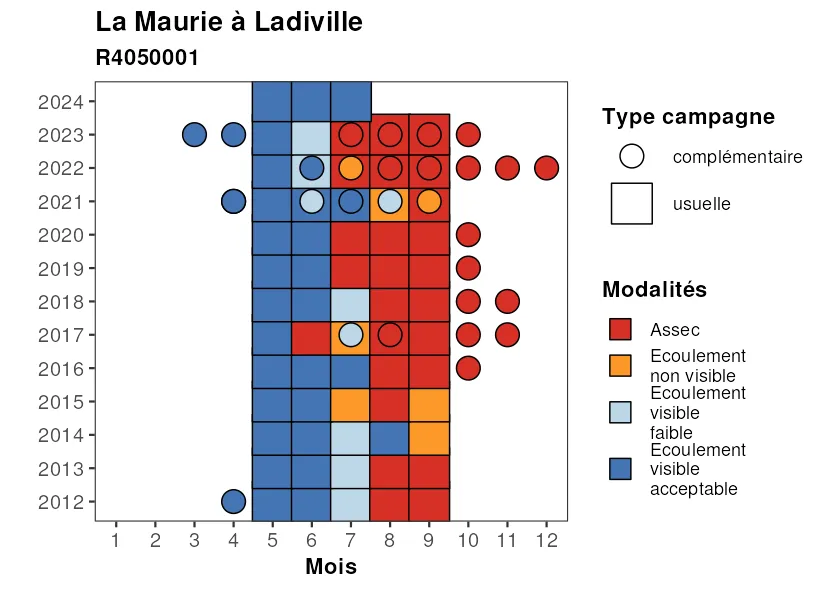 La Maurie à Ladiville
R4050001
2024
2023
2022
2021
2020
2019
2018
2017
2016
2015
2014
2013
2012
1 2 3 4 5 6 7 8 9 10 11 12
Mois
Type campagne
complémentaire
usuelle
Modalités
Assec
Ecoulement
non visible
Ecoulement
visible
faible
Ecoulement
visible
acceptable